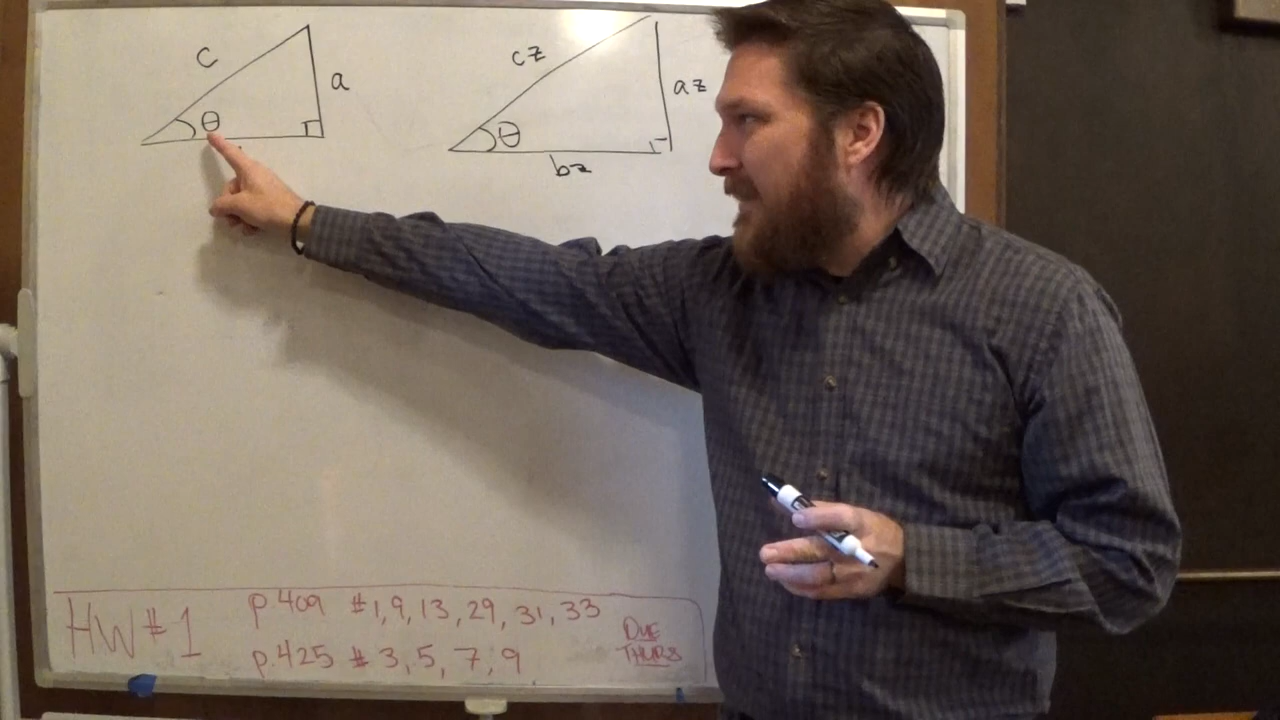 c
a
θ
cz
az
θ
bz
HW #1
p.409 #1,9,13,29,31,33
p.425 # 3,5,7,9
DUE
THURS